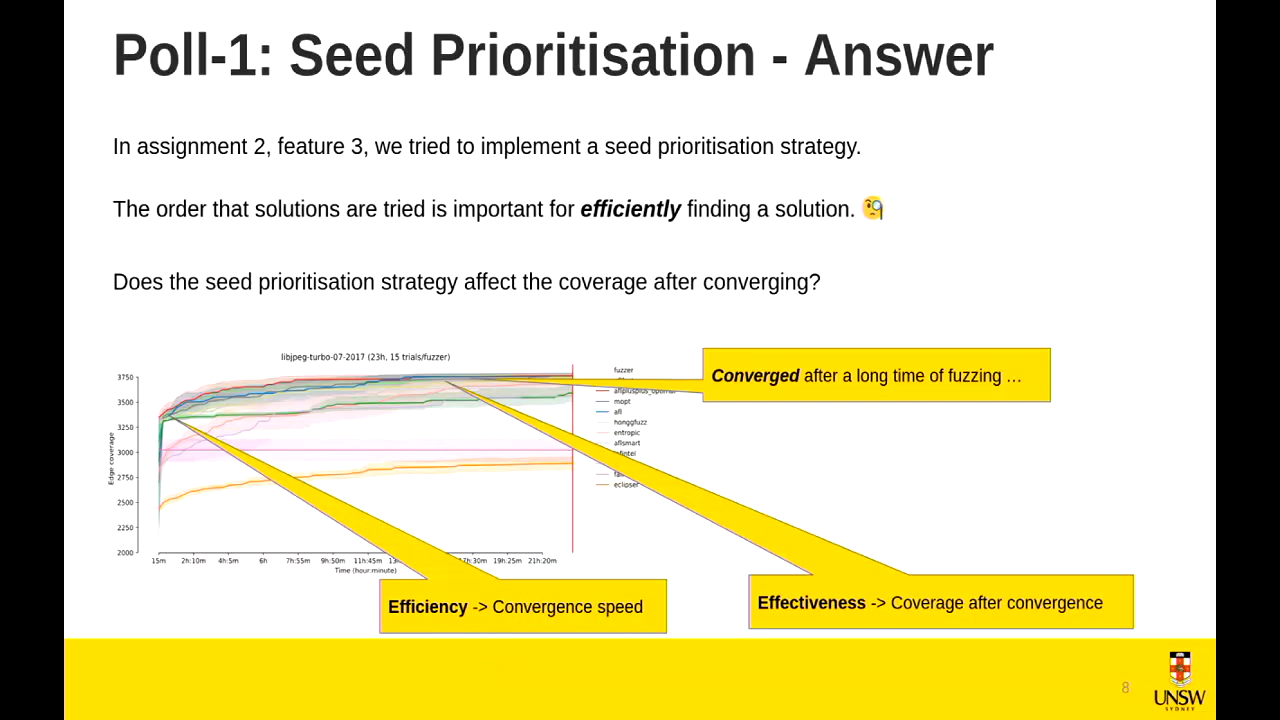 Poll-1: Seed Prioritisation - Answer
In assignment 2, feature 3, we tried to implement a seed prioritisation strategy.
The order that solutions are tried is important for efficiently finding a solution. 🧐
Does the seed prioritisation strategy affect the coverage after converging?
libjpeg-turbo-07-2017 (23h, 15 trials/fuzzer)
Edge coverage
3750
3500
3250
3000
2750
2500
2250
2000
15m 2h:10m 4h:5m 6h 7h:55m 9h:50m 11h:45m 17h:30m 19h:25m 21h:20m
Time (hour:minute)
fuzzer
mopt
afl
honggfuzz
entropic
aflsmart
eclipser
Converged after a long time of fuzzing …
Efficiency -> Convergence speed
Effectiveness -> Coverage after convergence
8
UNSW
SYDNEY